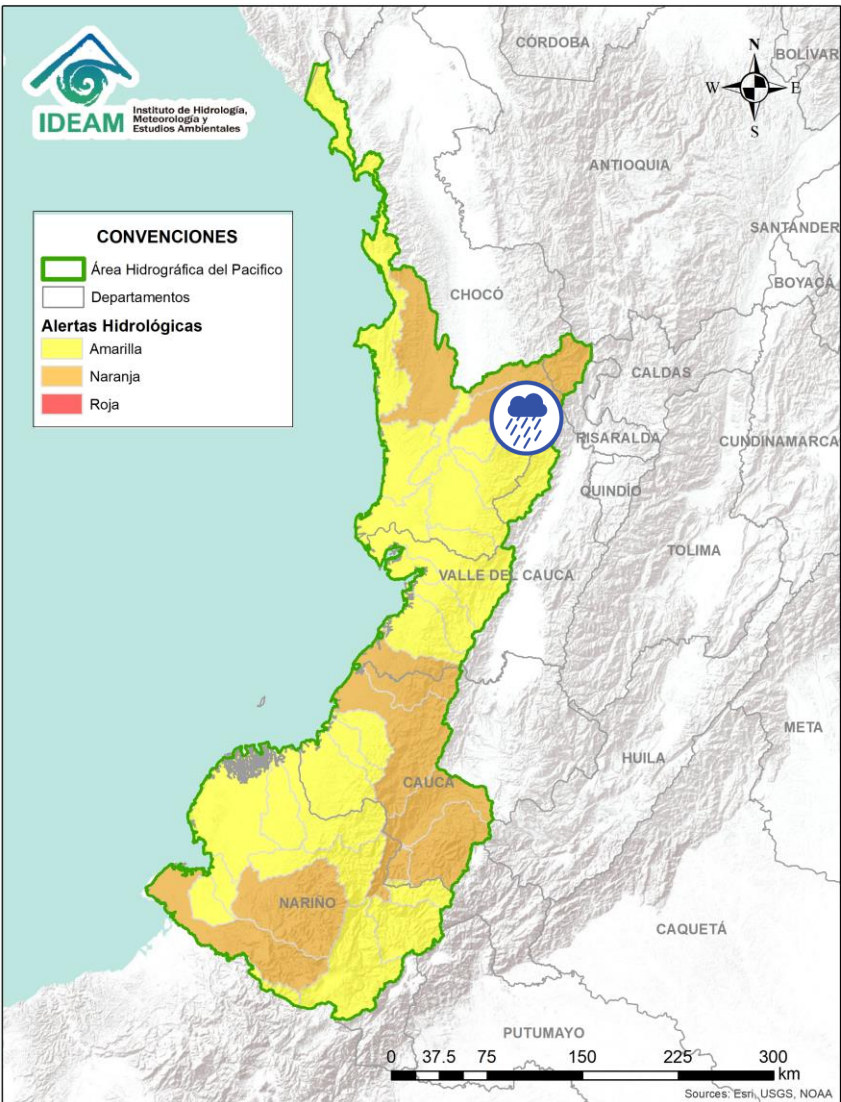 IDEAM
Instituto de Hidrología,
Meteorología y
Estudios Ambientales
N
W
E
S
CÓRDOBA
BOLÍVAR
ANTIOQUIA
SANTANDER
BOYACÁ
CHOCÓ
CALDAS
RISARALDA
CUNDINAMARCA
QUINDÍO
TOLIMA
VALLE DEL CAUCA
META
HUILA
CAUCA
NARIÑO
CAQUETÁ
PUTUMAYO
CONVENCIONES
Área Hidrográfica del Pacifico
Departamentos
Alertas Hidrológicas
Amarilla
Naranja
Roja
0 37.5 75 150 225 300
km
Sources: Esri, USGS, NOAA